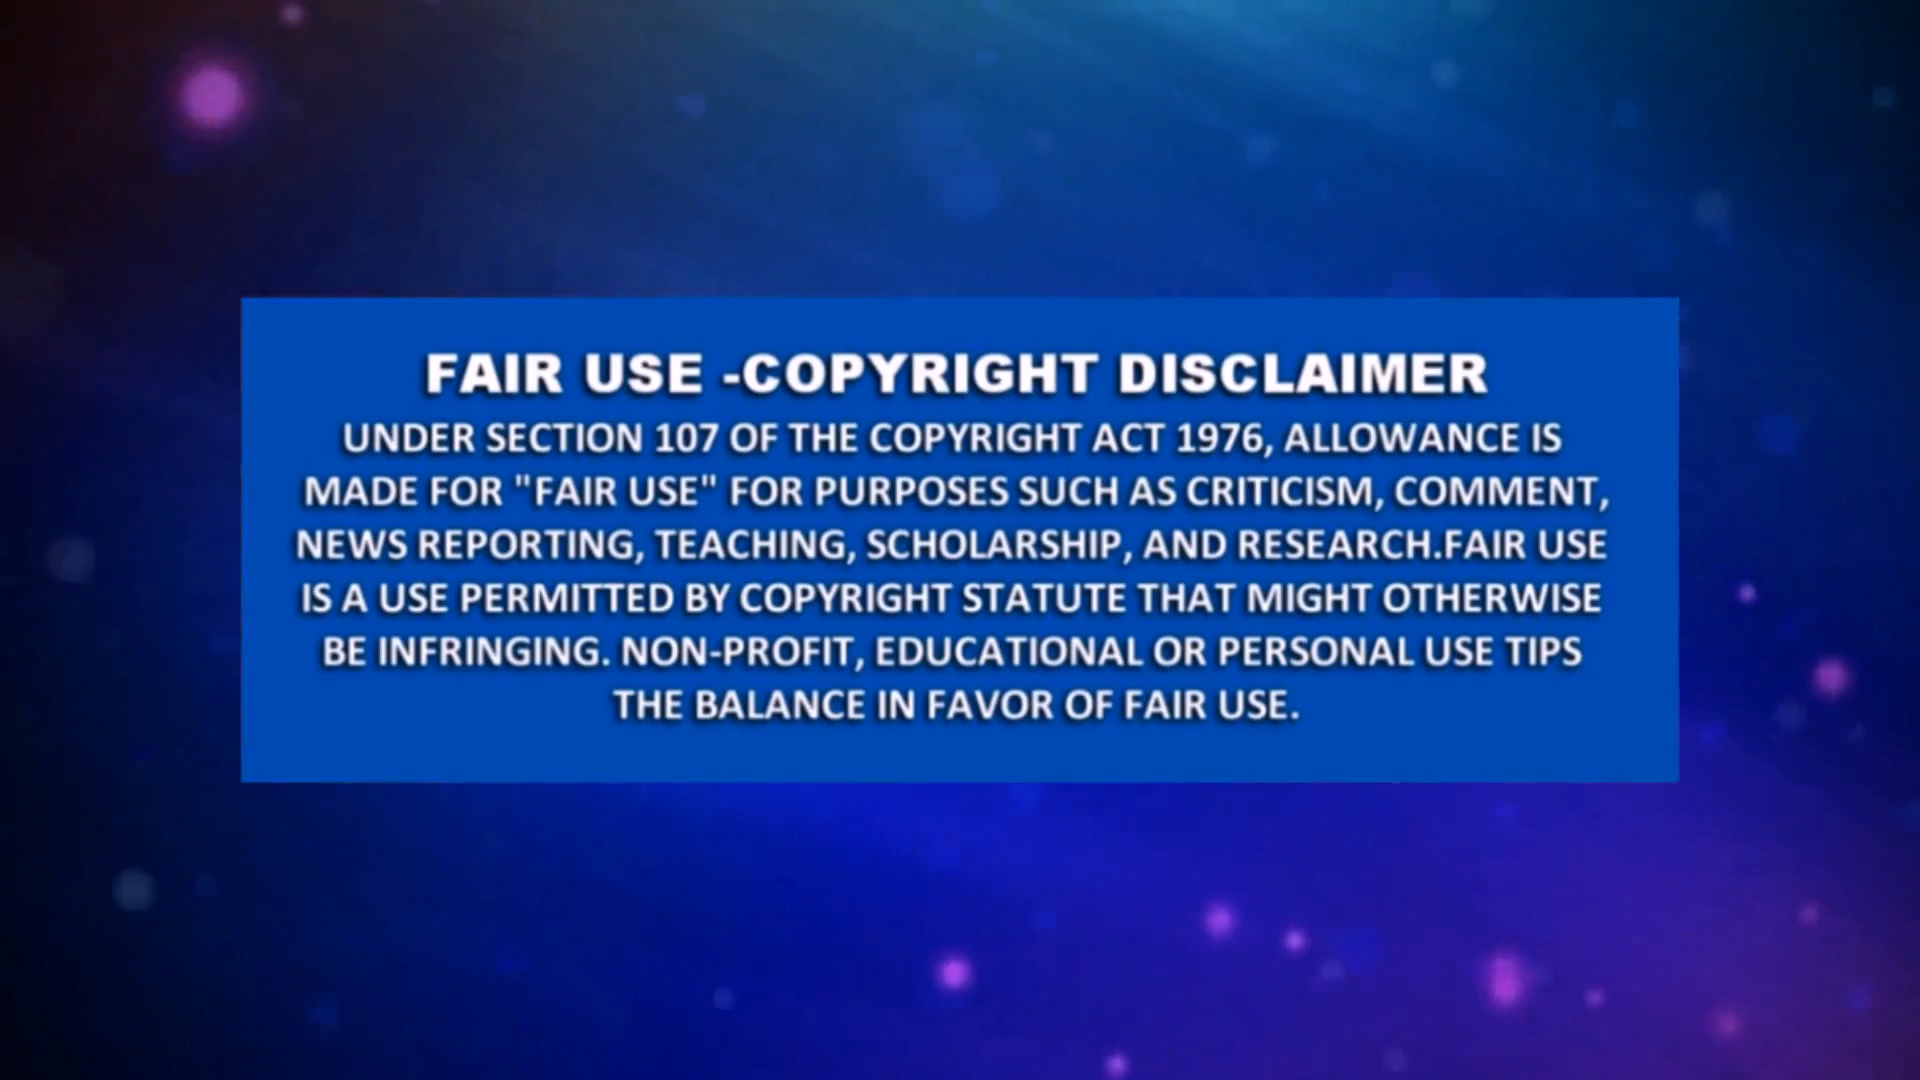 FAIR USE -COPYRIGHT DISCLAIMER
UNDER SECTION 107 OF THE COPYRIGHT ACT 1976, ALLOWANCE IS
MADE FOR "FAIR USE" FOR PURPOSES SUCH AS CRITICISM, COMMENT,
NEWS REPORTING, TEACHING, SCHOLARSHIP, AND RESEARCH.FAIR USE
IS A USE PERMITTED BY COPYRIGHT STATUTE THAT MIGHT OTHERWISE
BE INFRINGING. NON-PROFIT, EDUCATIONAL OR PERSONAL USE TIPS
THE BALANCE IN FAVOR OF FAIR USE.